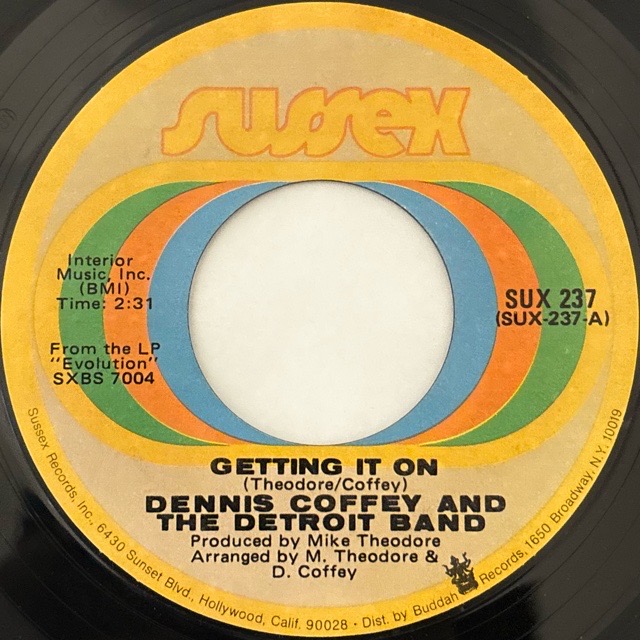 sussex
Interior
Music, Inc.
(BMI)
Time: 2:31
From the LP
"Evolution"
SXBS 7004
SUX 237
(SUX-237-A)
GETTING IT ON
(Theodore/Coffey)
DENNIS COFFEY AND
THE DETROIT BAND
Produced by Mike Theodore
Arranged by M. Theodore &
D. Coffey
Sussex Records, Inc., 6430 Sunset Blvd., Hollywood, Calif. 90028 • Dist. by Buddah Records, 1650 Broadway, N.Y. 10019